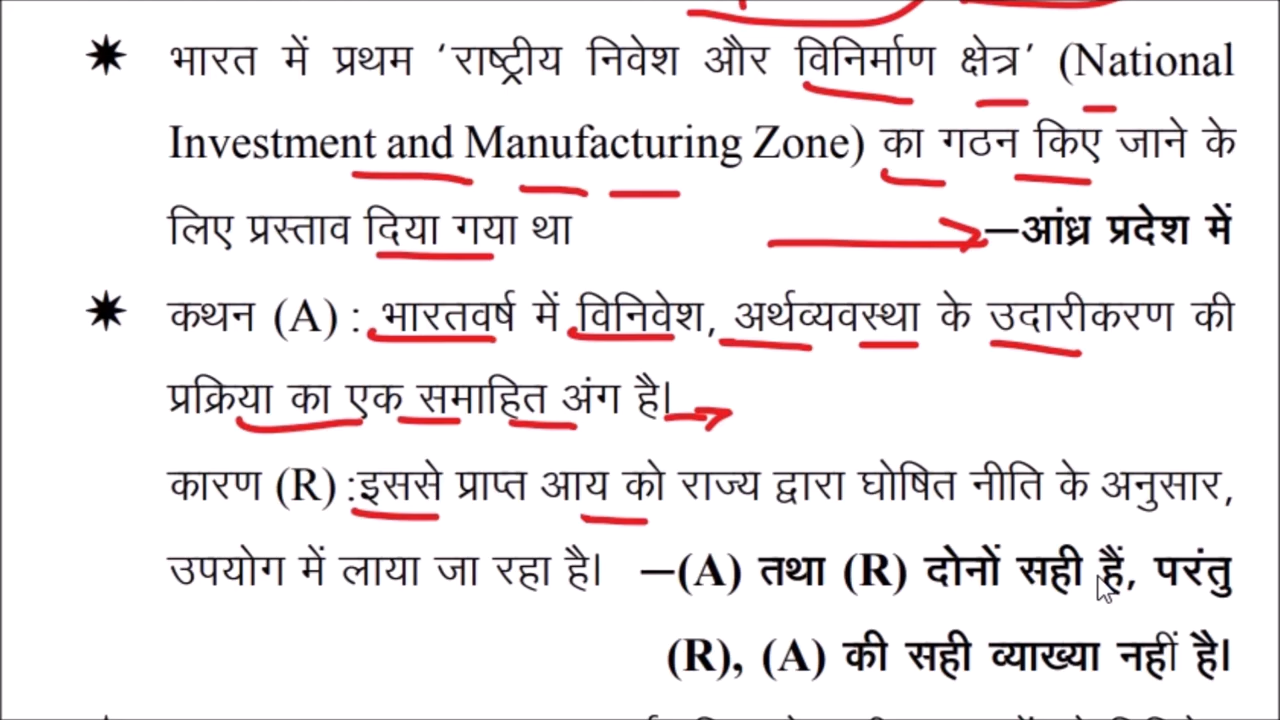 ✷ भारत में प्रथम ‘राष्ट्रीय निवेश और विनिर्माण क्षेत्र’ (National
Investment and Manufacturing Zone) का गठन किए जाने के
लिए प्रस्ताव दिया गया था —आंध्र प्रदेश में
✷ कथन (A) : भारतवर्ष में विनिवेश, अर्थव्यवस्था के उदारीकरण की
प्रक्रिया का एक समाहित अंग है।
कारण (R) :इससे प्राप्त आय को राज्य द्वारा घोषित नीति के अनुसार,
उपयोग में लाया जा रहा है। —(A) तथा (R) दोनों सही हैं, परंतु
(R), (A) की सही व्याख्या नहीं है।